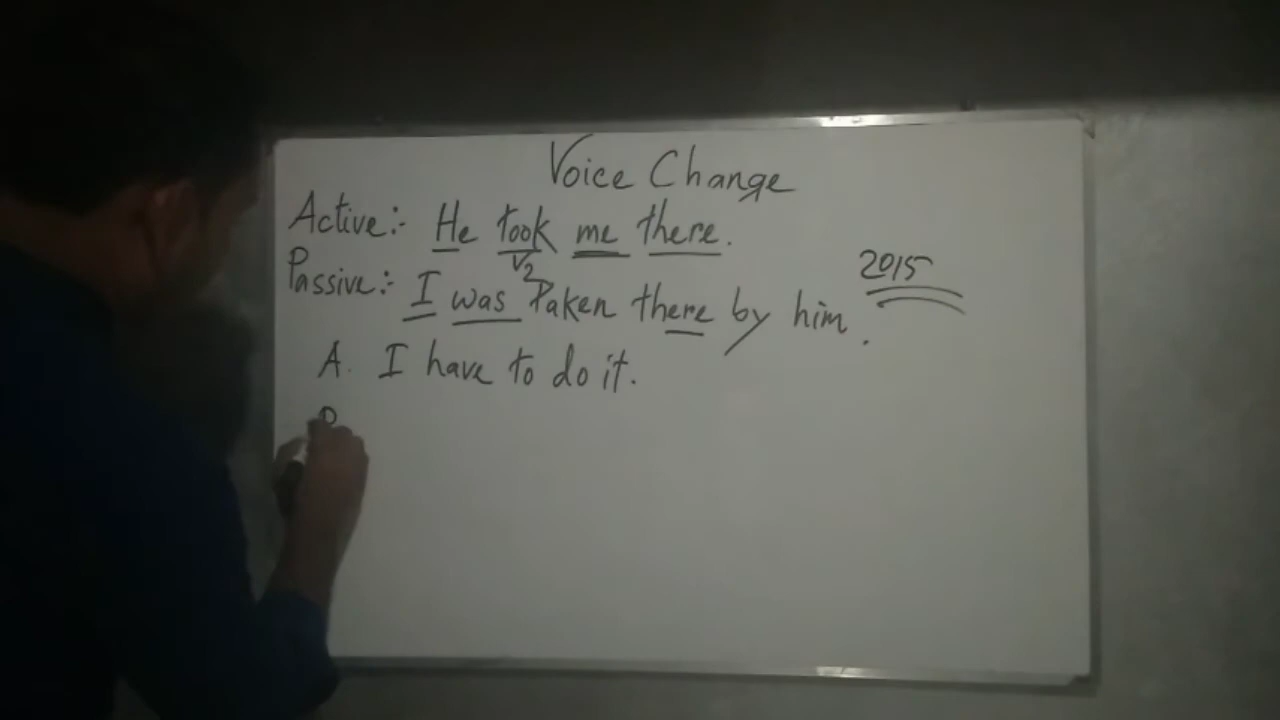 Voice Change
Active:- He took me there.
V2
2015
Passive:- I was taken there by him.
A. I have to do it.
P